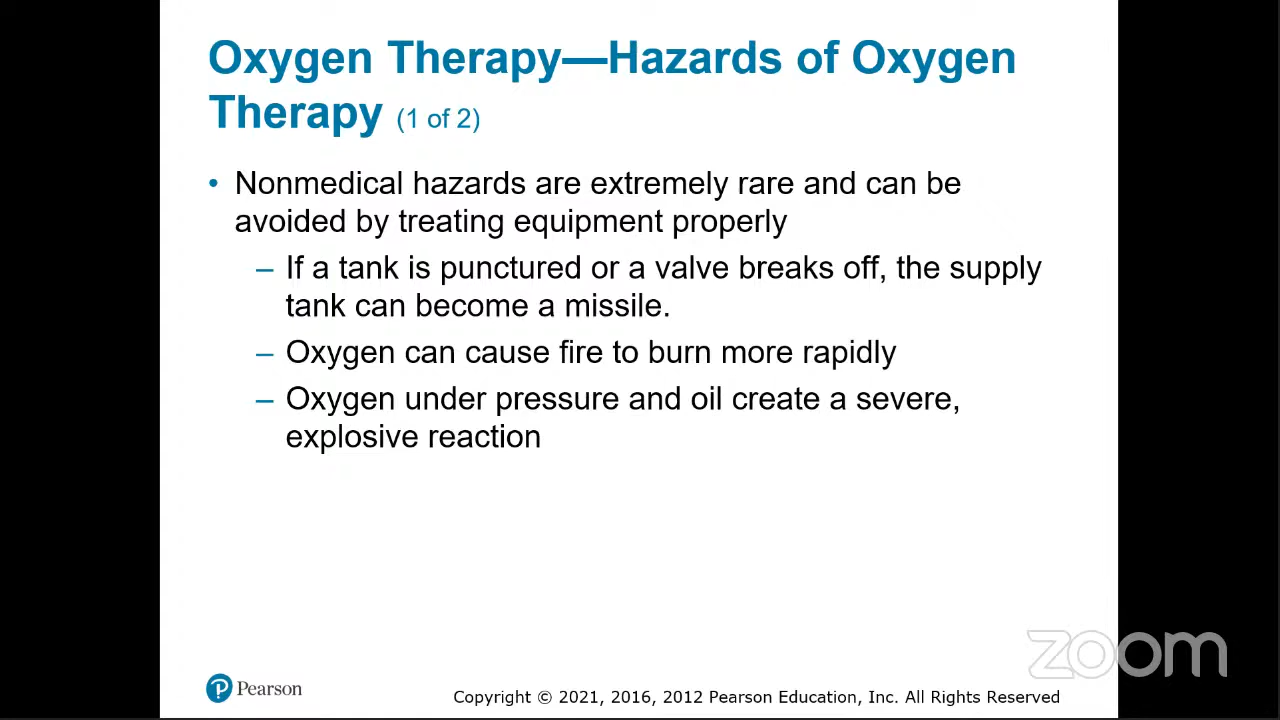 Oxygen Therapy—Hazards of Oxygen
Therapy (1 of 2)
• Nonmedical hazards are extremely rare and can be
avoided by treating equipment properly
– If a tank is punctured or a valve breaks off, the supply
tank can become a missile.
– Oxygen can cause fire to burn more rapidly
– Oxygen under pressure and oil create a severe,
explosive reaction
zoom
Pearson
Copyright © 2021, 2016, 2012 Pearson Education, Inc. All Rights Reserved